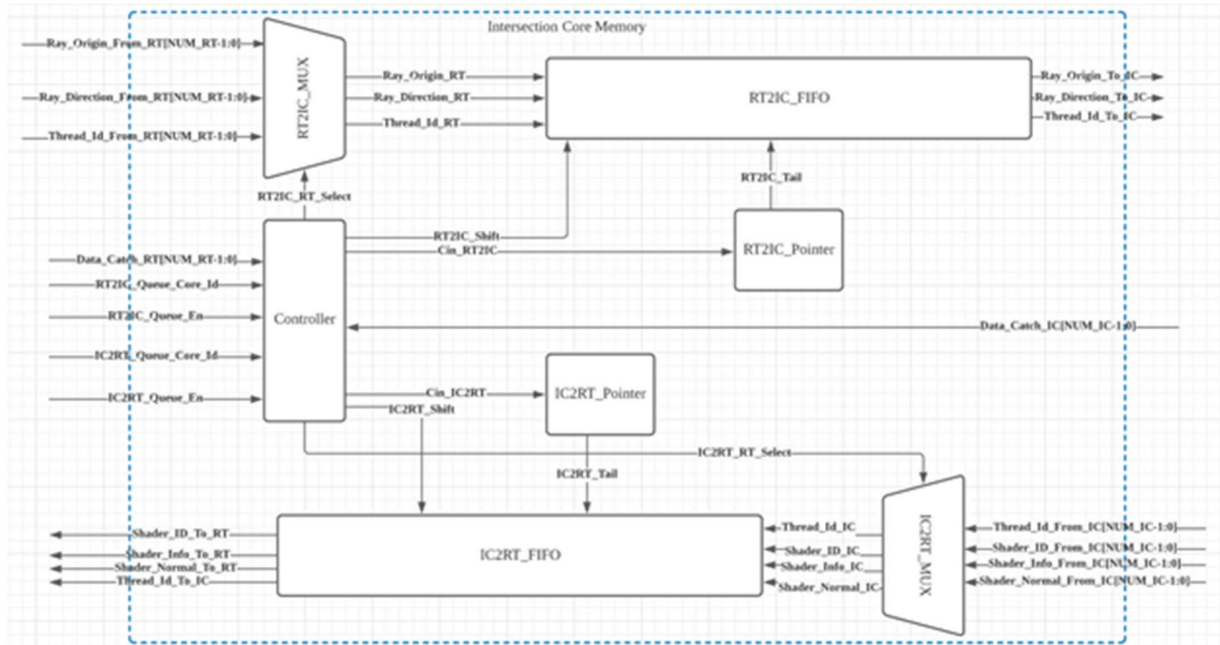 Intersection Core Memory
Ray_Origin_From_RT[NUM_RT-1:0]
Ray_Direction_From_RT[NUM_RT-1:0]
Thread_Id_From_RT[NUM_RT-1:0]
RT2IC_MUX
Ray_Origin_RT
Ray_Direction_RT
Thread_Id_RT
RT2IC_FIFO
Ray_Origin_To_IC
Ray_Direction_To_IC
Thread_Id_To_IC
RT2IC_RT_Select
RT2IC_Tail
RT2IC_Shift
Cin_RT2IC
RT2IC_Pointer
Data_Catch_RT[NUM_RT-1:0]
RT2IC_Queue_Core_Id
RT2IC_Queue_En
IC2RT_Queue_Core_Id
IC2RT_Queue_En
Controller
Data_Catch_IC[NUM_IC-1:0]
Cin_IC2RT
IC2RT_Shift
IC2RT_Pointer
IC2RT_RT_Select
IC2RT_Tail
Shader_ID_To_RT
Shader_Info_To_RT
Shader_Normal_To_RT
Thread_Id_To_IC
IC2RT_FIFO
Thread_Id_IC
Shader_ID_IC
Shader_Info_IC
Shader_Normal_IC
IC2RT_MUX
Thread_Id_From_IC[NUM_IC-1:0]
Shader_ID_From_IC[NUM_IC-1:0]
Shader_Info_From_IC[NUM_IC-1:0]
Shader_Normal_From_IC[NUM_IC-1:0]